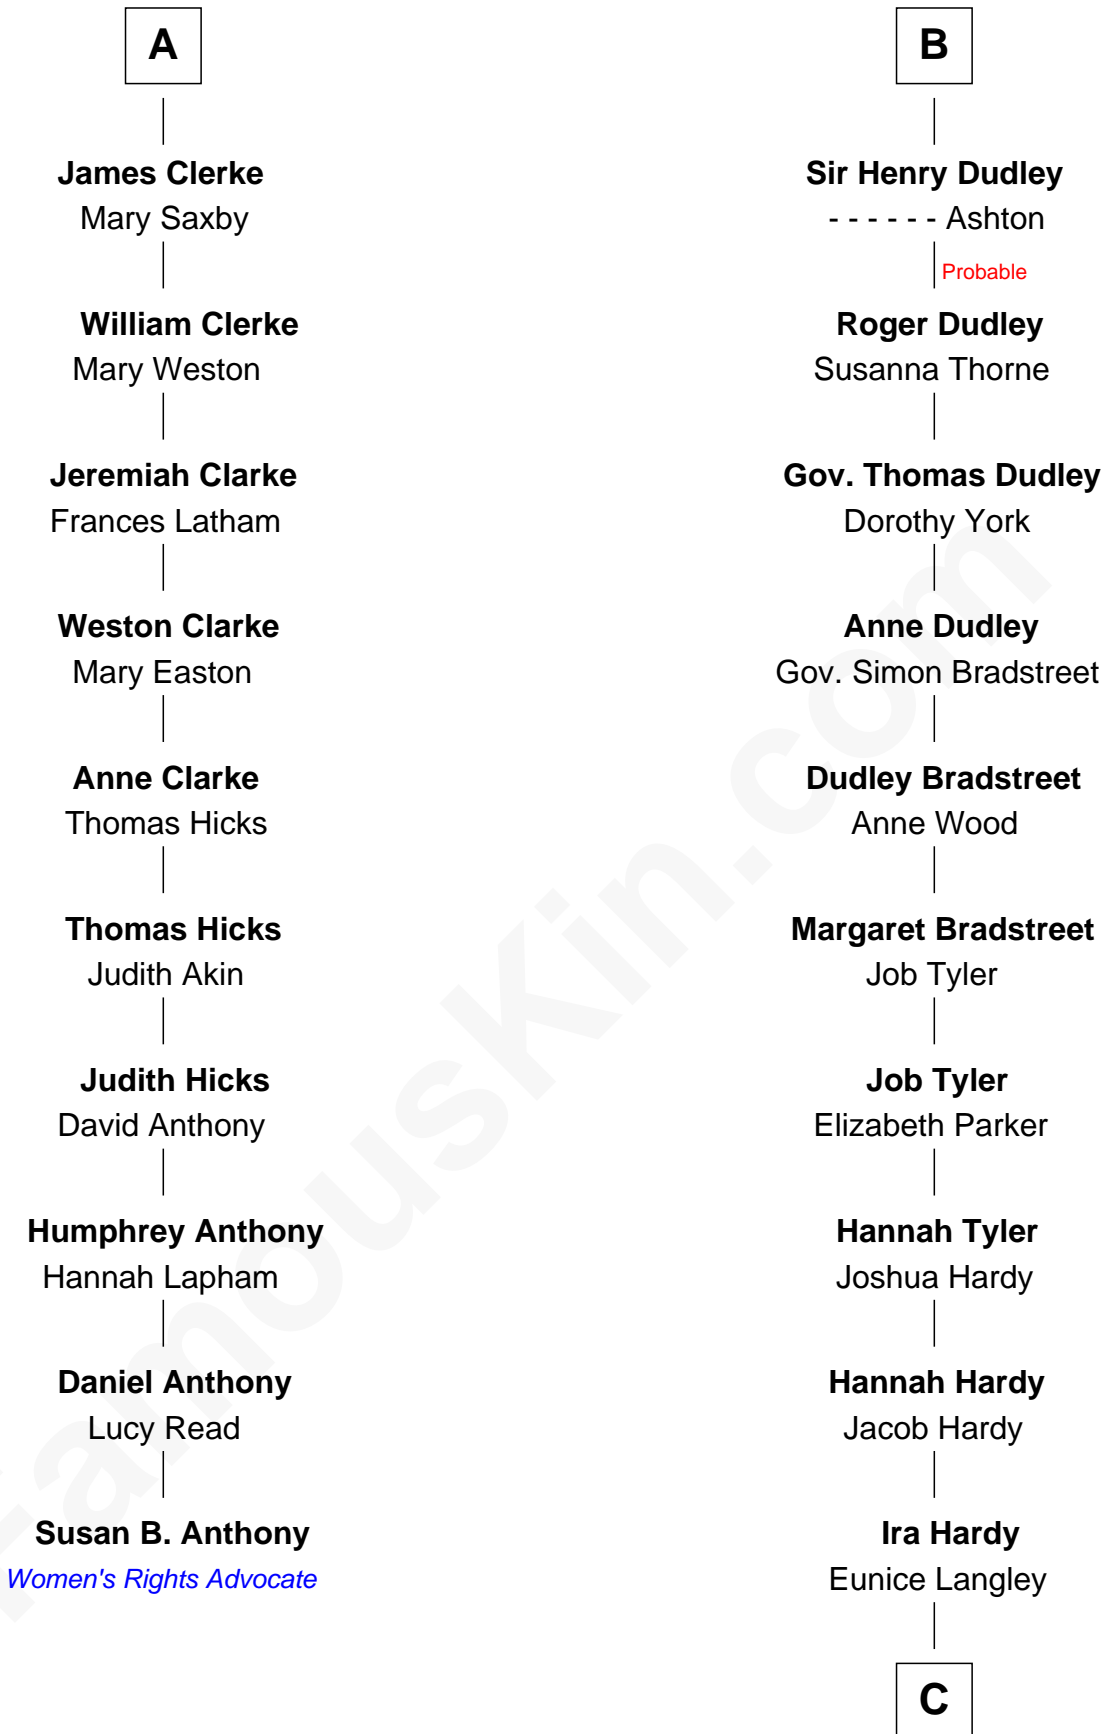 A
James Clerke
Mary Saxby
William Clerke
Mary Weston
Jeremiah Clarke
Frances Latham
Weston Clarke
Mary Easton
Anne Clarke
Thomas Hicks
Thomas Hicks
Judith Akin
Judith Hicks
David Anthony
Humphrey Anthony
Hannah Lapham
Daniel Anthony
Lucy Read
Susan B. Anthony
Women's Rights Advocate
B
Sir Henry Dudley
- - - - - - Ashton
Probable
Roger Dudley
Susanna Thorne
Gov. Thomas Dudley
Dorothy York
Anne Dudley
Gov. Simon Bradstreet
Dudley Bradstreet
Anne Wood
Margaret Bradstreet
Job Tyler
Job Tyler
Elizabeth Parker
Hannah Tyler
Joshua Hardy
Hannah Hardy
Jacob Hardy
Ira Hardy
Eunice Langley
C
FamousKin.com